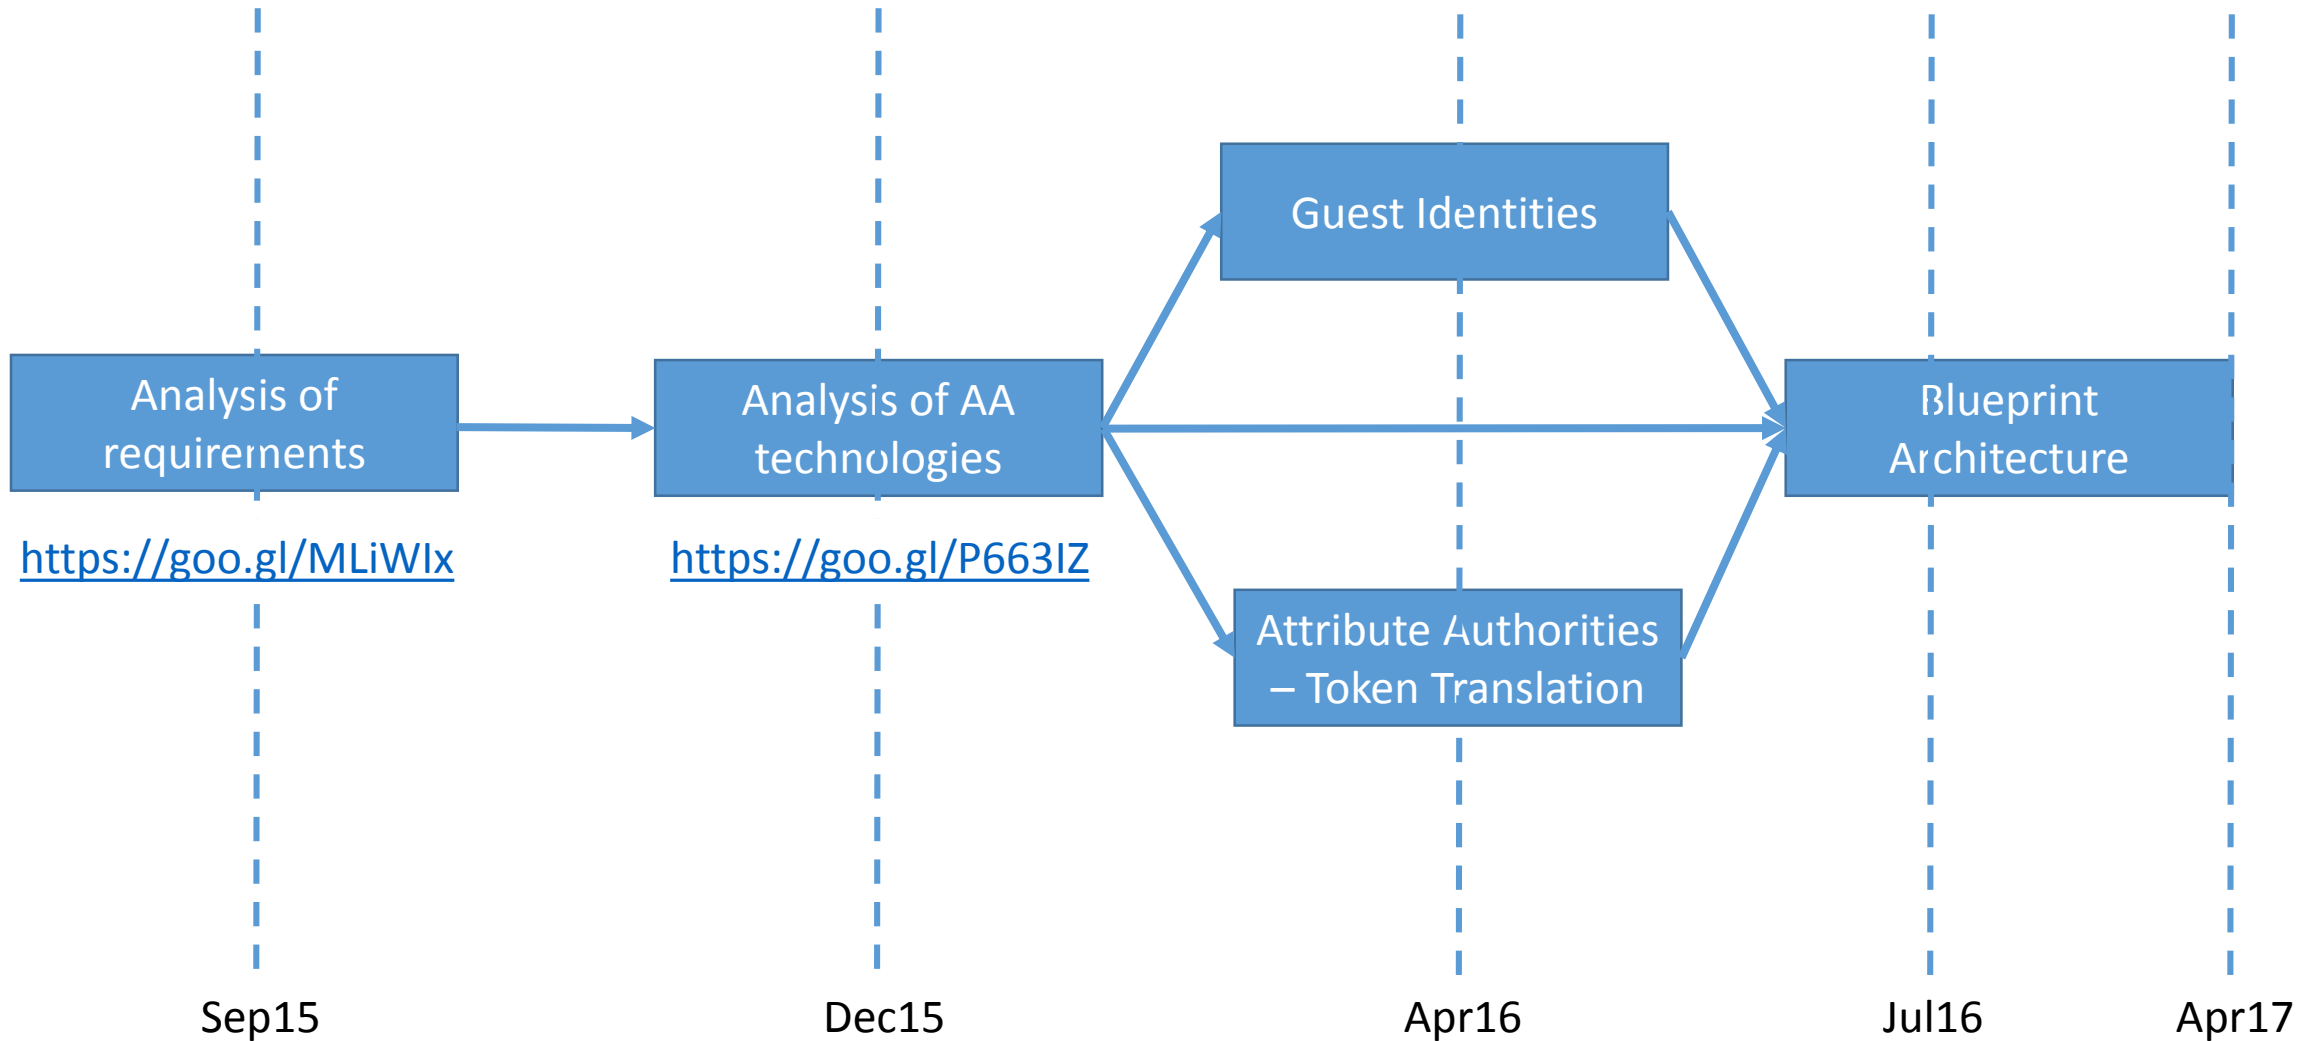 Guest Identities
Analysis of
requirements
Analysis of AA
technologies
Blueprint
Architecture
https://goo.gl/MLiWIx
https://goo.gl/P663IZ
Attribute Authorities
– Token Translation
Sep15
Dec15
Apr16
Jul16
Apr17